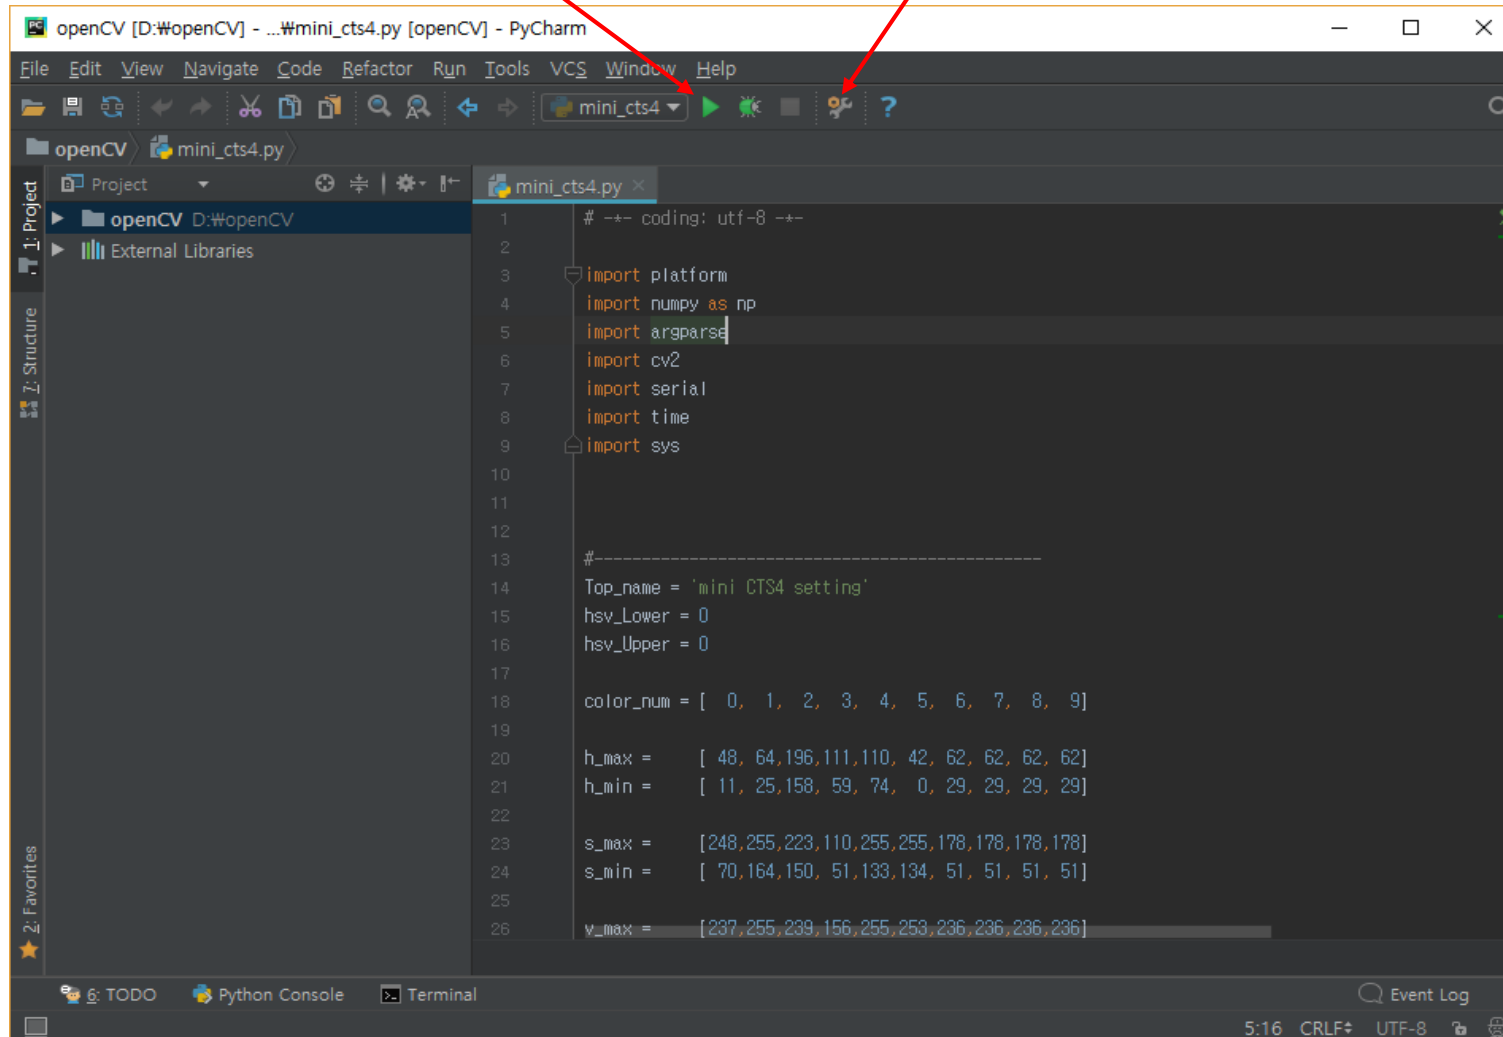 openCV [D:₩openCV] - ...₩mini_cts4.py [openCV] - PyCharm
File Edit View Navigate Code Refactor Run Tools VCS Window Help
mini_cts4
openCV mini_cts4.py
1: Project
Project
mini_cts4.py
openCV D:₩openCV
External Libraries
7: Structure
2: Favorites
1 # -*- coding: utf-8 -*-
2
3 import platform
4 import numpy as np
5 import argparse
6 import cv2
7 import serial
8 import time
9 import sys
10
11
12
13 #-----------------------------------------------
14 Top_name = 'mini CTS4 setting'
15 hsv_Lower = 0
16 hsv_Upper = 0
17
18 color_num = [  0,  1,  2,  3,  4,  5,  6,  7,  8,  9]
19
20 h_max =     [ 48, 64,196,111,110, 42, 62, 62, 62, 62]
21 h_min =     [ 11, 25,158, 59, 74,  0, 29, 29, 29, 29]
22
23 s_max =     [248,255,223,110,255,255,178,178,178,178]
24 s_min =     [ 70,164,150, 51,133,134, 51, 51, 51, 51]
25
26 v_max =     [237,255,239,156,255,253,236,236,236,236]
6: TODO Python Console Terminal Event Log
5:16 CRLF UTF-8